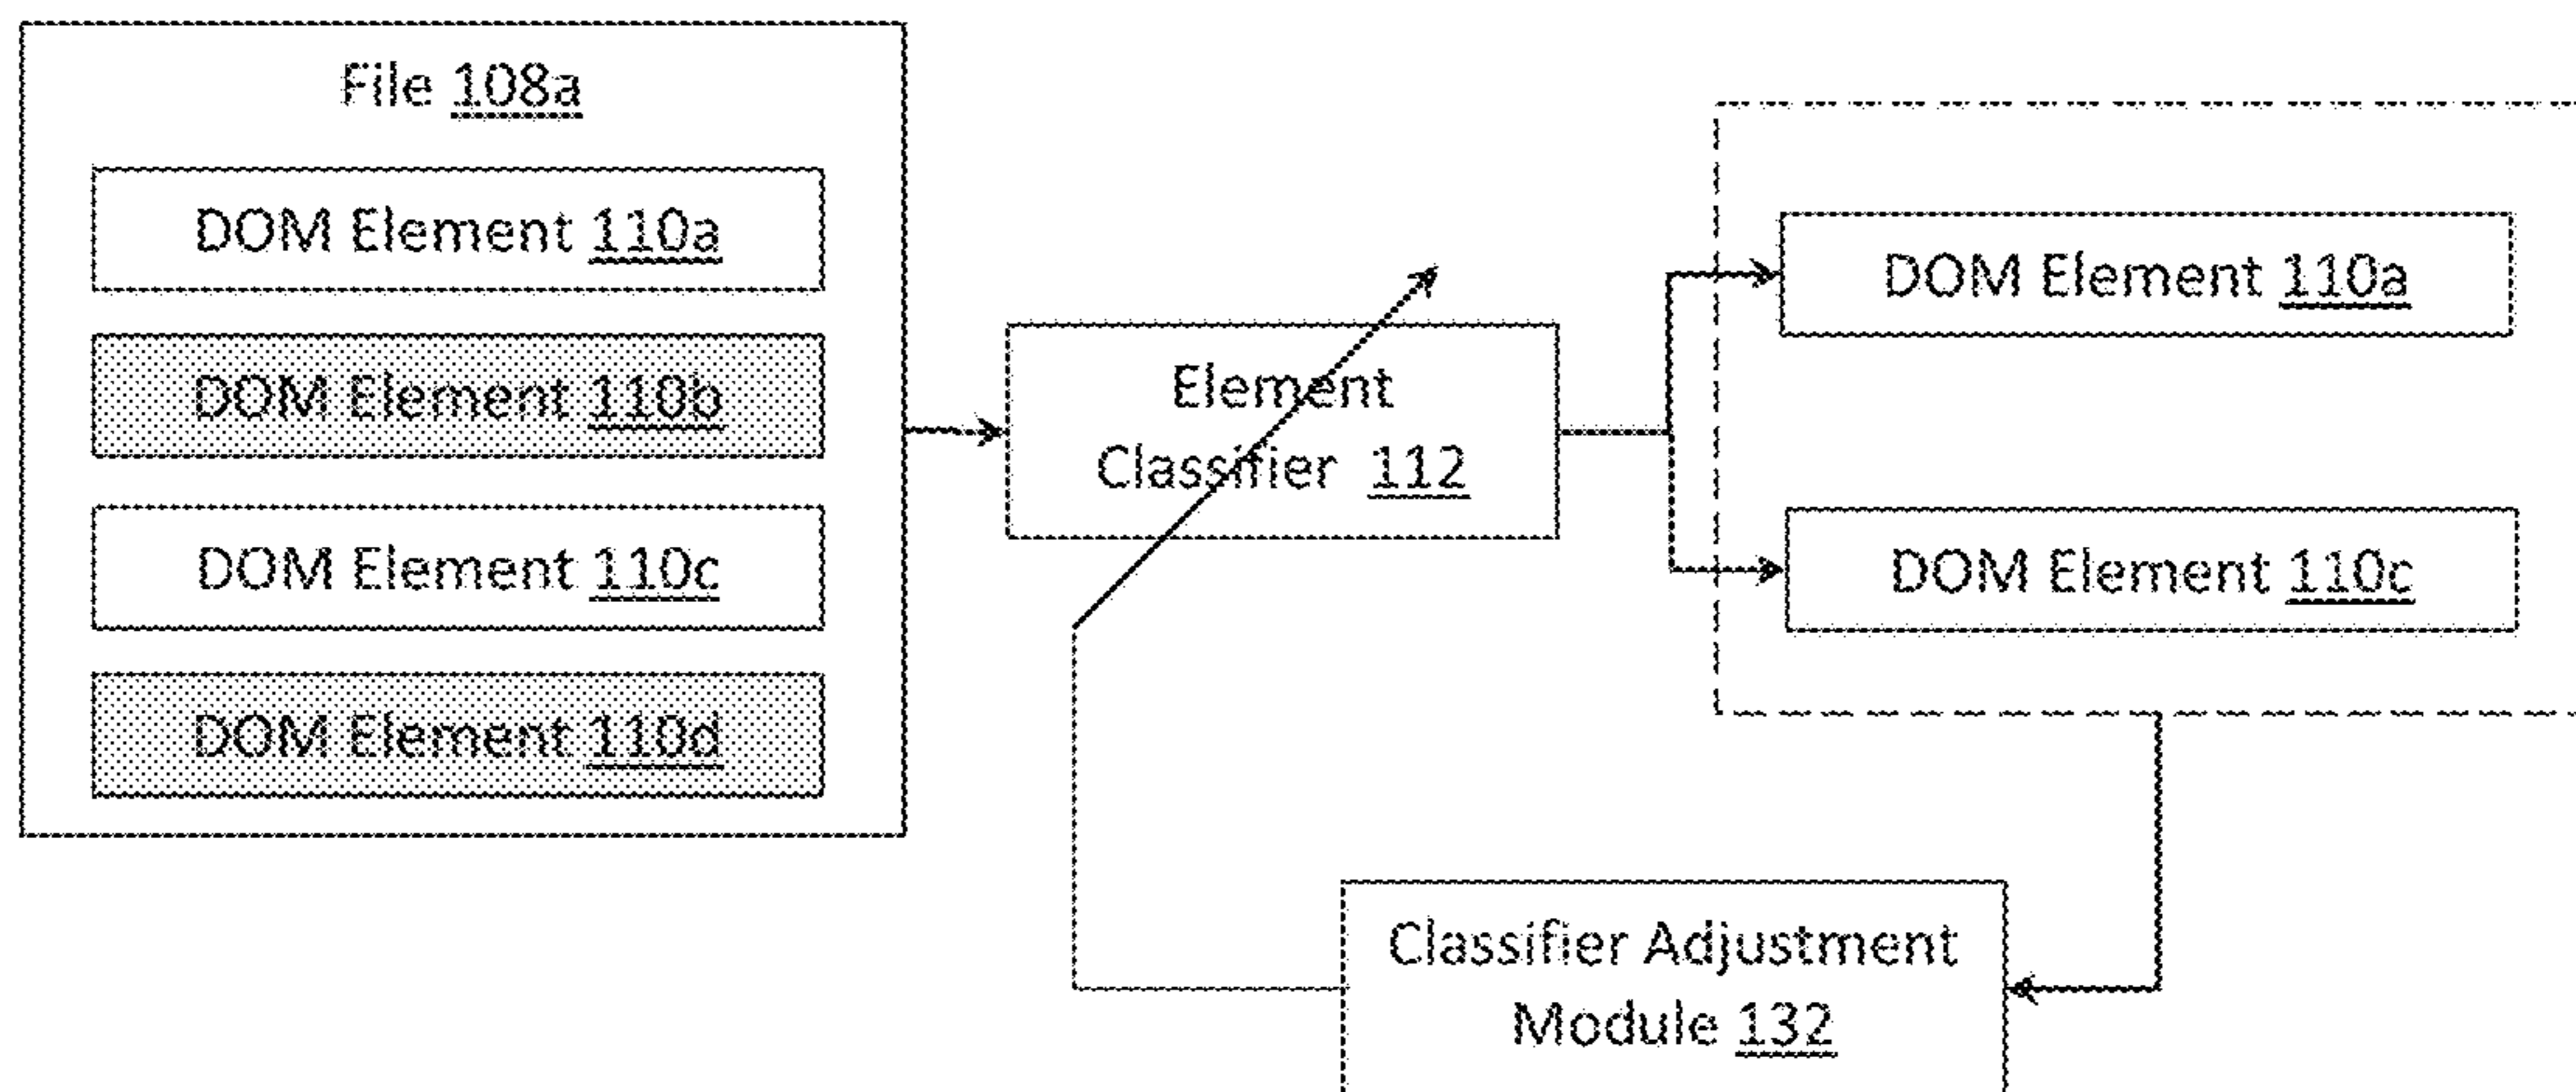 File 108a
DOM Element 110a
DOM Element 110b
DOM Element 110c
DOM Element 110d
Element
Classifier 112
DOM Element 110a
DOM Element 110c
Classifier Adjustment
Module 132